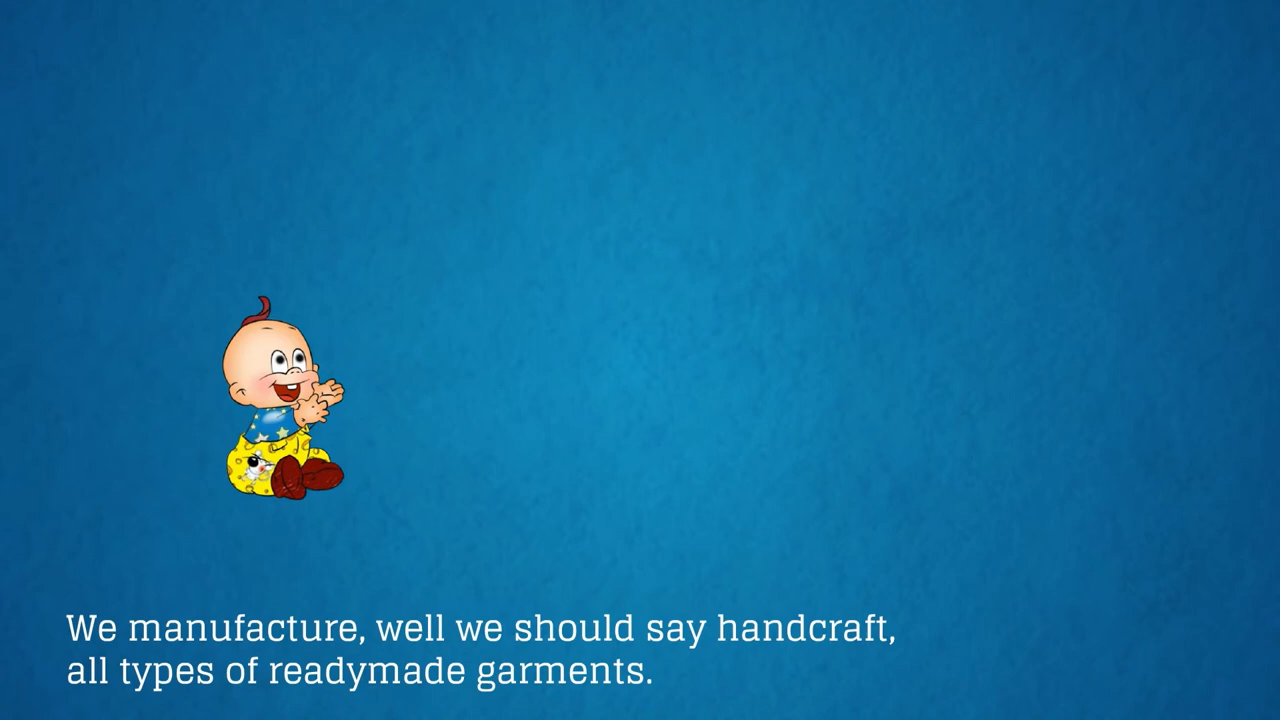 We manufacture, well we should say handcraft,
all types of readymade garments.